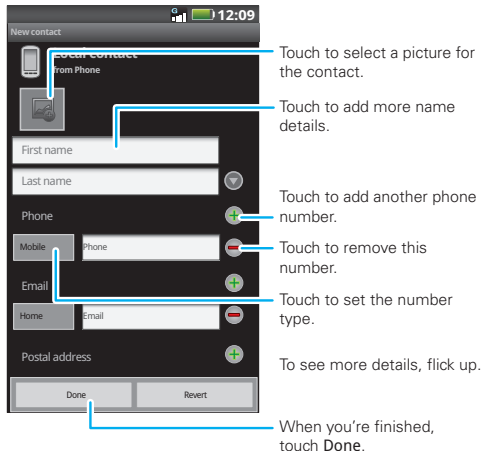 G
12:09
New contact
Local contact
from Phone
Touch to select a picture for
the contact.
Touch to add more name
details.
First name
Last name
Touch to add another phone
number.
Phone
Mobile
Phone
Touch to remove this
number.
Email
Touch to set the number
type.
Home
Email
Postal address
To see more details, flick up.
Done
Revert
When you’re finished,
touch Done.